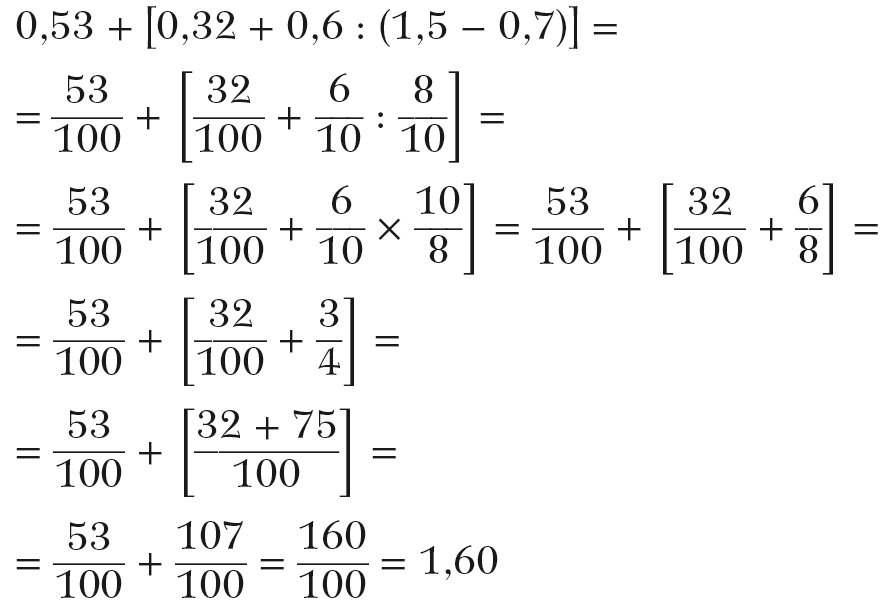 0,53 + [0,32 + 0,6 : (1,5 − 0,7)] =
= 53/100 + [32/100 + 6/10 : 8/10] =
= 53/100 + [32/100 + 6/10 × 10/8] = 53/100 + [32/100 + 6/8] =
= 53/100 + [32/100 + 3/4] =
= 53/100 + [32 + 75/100] =
= 53/100 + 107/100 = 160/100 = 1,60